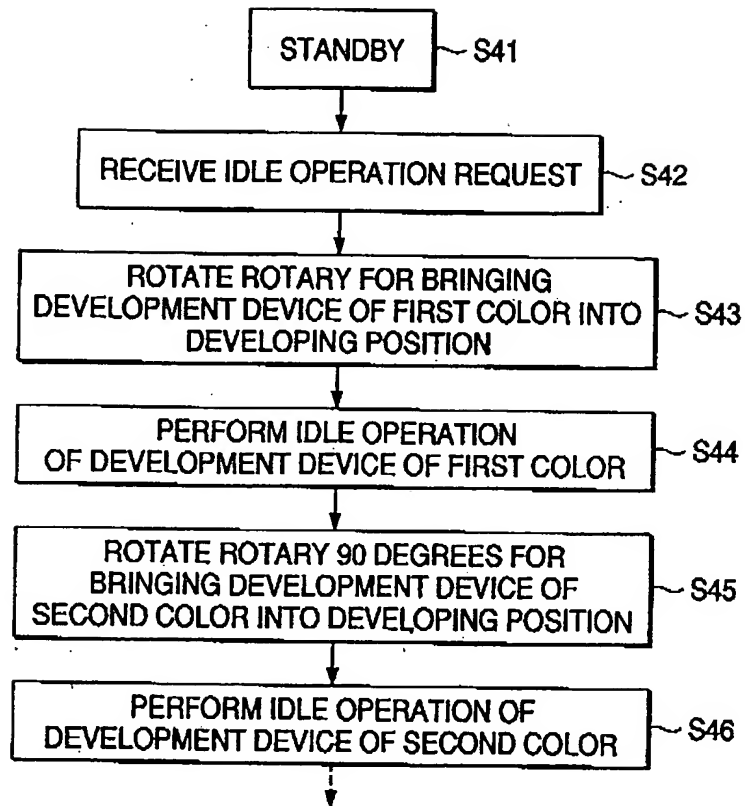 STANDBY
S41
RECEIVE IDLE OPERATION REQUEST
S42
ROTATE ROTARY FOR BRINGING
DEVELOPMENT DEVICE OF FIRST COLOR INTO
DEVELOPING POSITION
S43
PERFORM IDLE OPERATION
OF DEVELOPMENT DEVICE OF FIRST COLOR
S44
ROTATE ROTARY 90 DEGREES FOR
BRINGING DEVELOPMENT DEVICE OF
SECOND COLOR INTO DEVELOPING POSITION
S45
PERFORM IDLE OPERATION OF
DEVELOPMENT DEVICE OF SECOND COLOR
S46